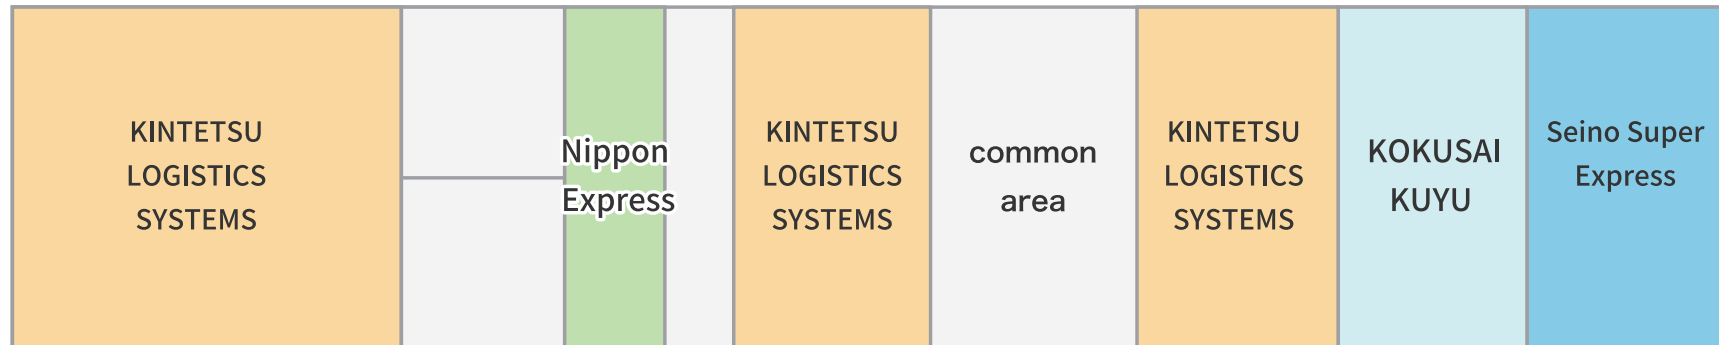 KINTETSU
LOGISTICS
SYSTEMS
Nippon
Express
KINTETSU
LOGISTICS
SYSTEMS
common
area
KINTETSU
LOGISTICS
SYSTEMS
KOKUSAI
KUYU
Seino Super
Express